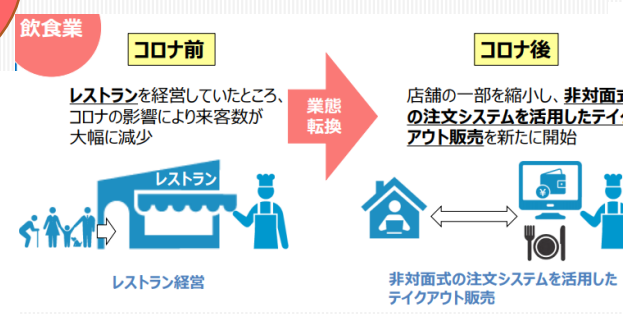 飲食業
コロナ前
レストランを経営していたところ、
コロナの影響により来客数が
大幅に減少
レストラン
レストラン経営
業態
転換
コロナ後
店舗の一部を縮小し、非対面
の注文システムを活用したテイ
アウト販売を新たに開始
¥
非対面式の注文システムを活用した
テイクアウト販売